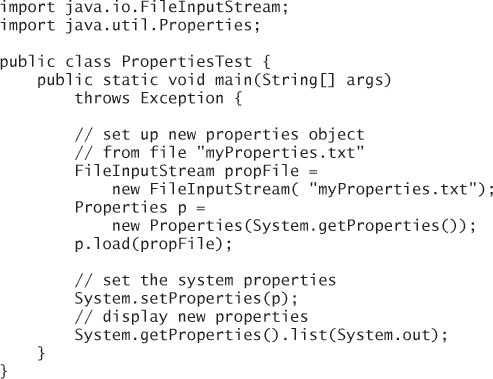 import java.io.FileInputStream;
import java.util.Properties;

public class PropertiesTest {
    public static void main(String[] args)
        throws Exception {

        // set up new properties object
        // from file "myProperties.txt"
        FileInputStream propFile =
            new FileInputStream( "myProperties.txt");
        Properties p =
            new Properties(System.getProperties());
        p.load(propFile);

        // set the system properties
        System.setProperties(p);
        // display new properties
        System.getProperties().list(System.out);
    }
}